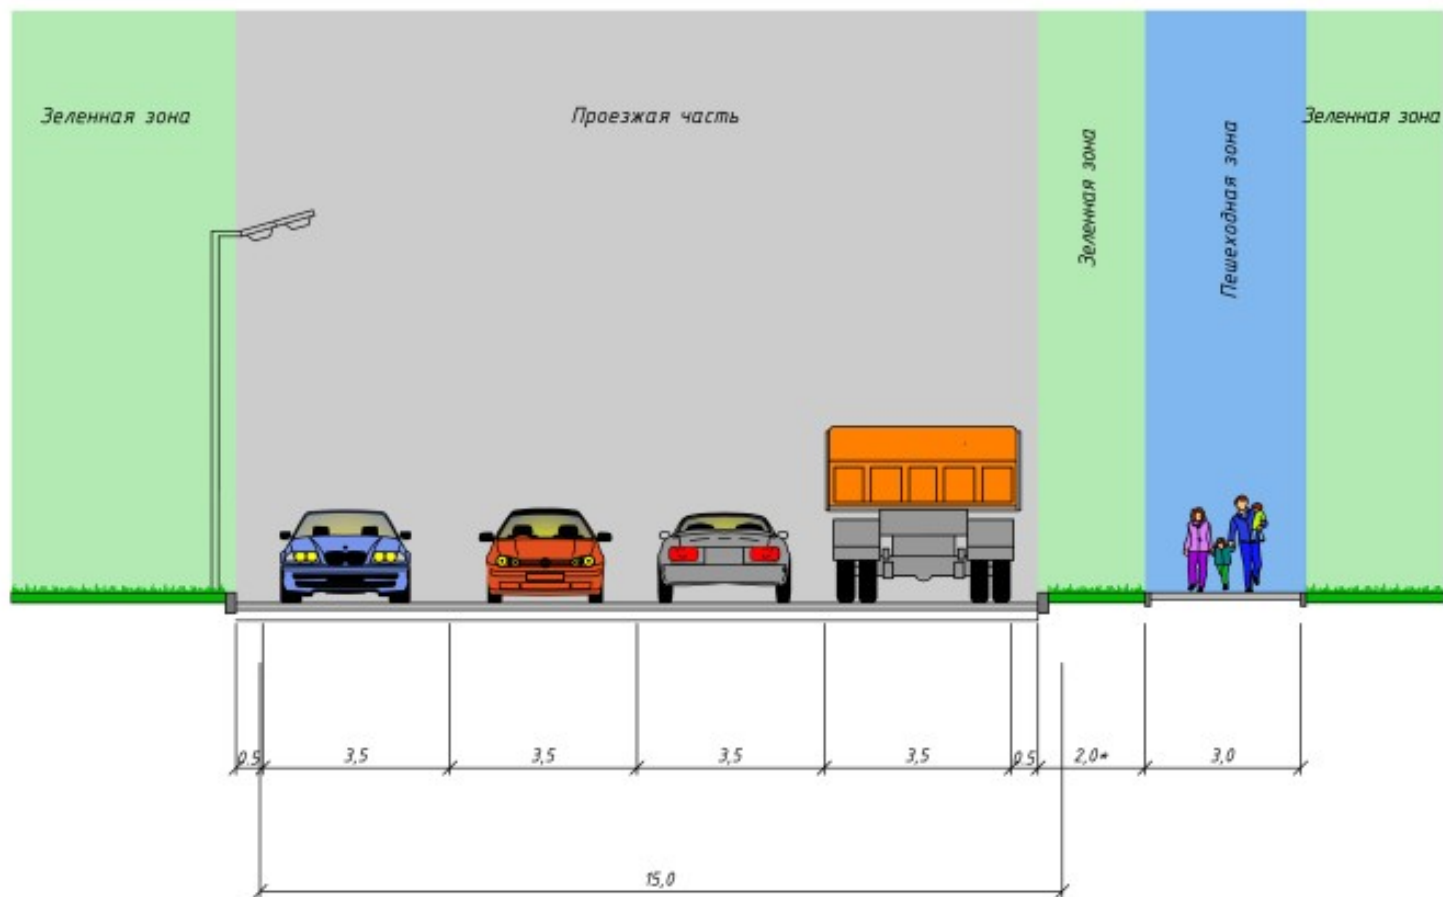 Зеленная зона
Проезжая часть
Зеленная зона
Пешеходная зона
Зеленная зона
0.5
3,5
3,5
3,5
3,5
0.5
2,0*
3,0
15,0